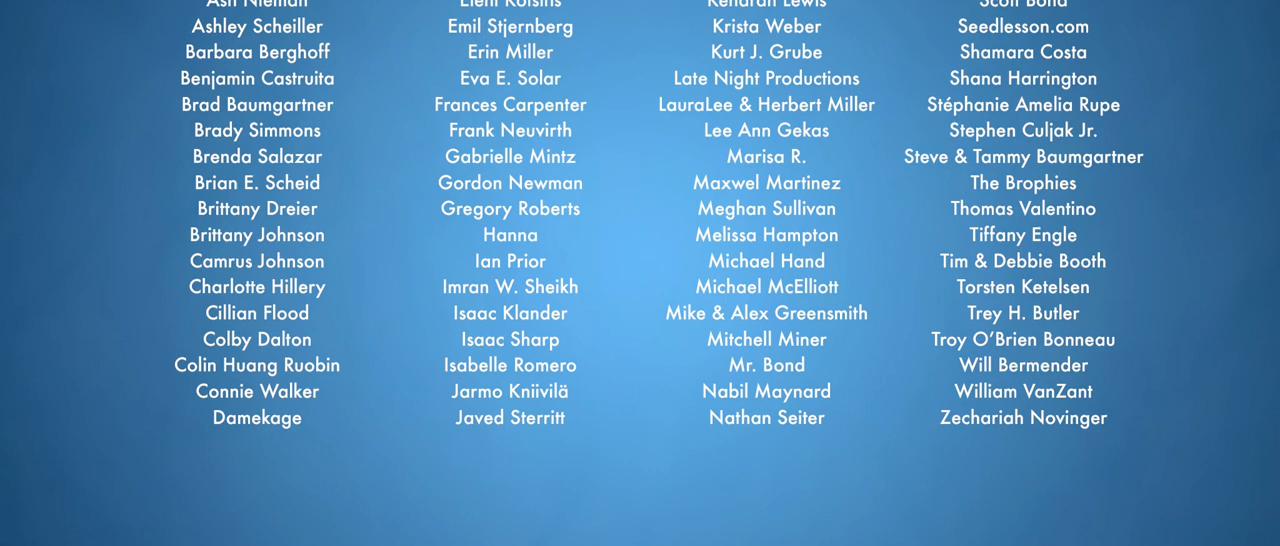 Ash Nieman
Ashley Scheiller
Barbara Berghoff
Benjamin Castruita
Brad Baumgartner
Brady Simmons
Brenda Salazar
Brian E. Scheid
Brittany Dreier
Brittany Johnson
Camrus Johnson
Charlotte Hillery
Cillian Flood
Colby Dalton
Colin Huang Ruobin
Connie Walker
Damekage
Emil Stjernberg
Erin Miller
Eva E. Solar
Frances Carpenter
Frank Neuvirth
Gabrielle Mintz
Gordon Newman
Gregory Roberts
Hanna
Ian Prior
Imran W. Sheikh
Isaac Klander
Isaac Sharp
Isabelle Romero
Jarmo Kniivilä
Javed Sterritt
Lewis
Krista Weber
Kurt J. Grube
Late Night Productions
LauraLee & Herbert Miller
Lee Ann Gekas
Marisa R.
Maxwel Martinez
Meghan Sullivan
Melissa Hampton
Michael Hand
Michael McElliott
Mike & Alex Greensmith
Mitchell Miner
Mr. Bond
Nabil Maynard
Nathan Seiter
Scott Bond
Seedlesson.com
Shamara Costa
Shana Harrington
Stéphanie Amelia Rupe
Stephen Culjak Jr.
Steve & Tammy Baumgartner
The Brophies
Thomas Valentino
Tiffany Engle
Tim & Debbie Booth
Torsten Ketelsen
Trey H. Butler
Troy O’Brien Bonneau
Will Bermender
William VanZant
Zechariah Novinger